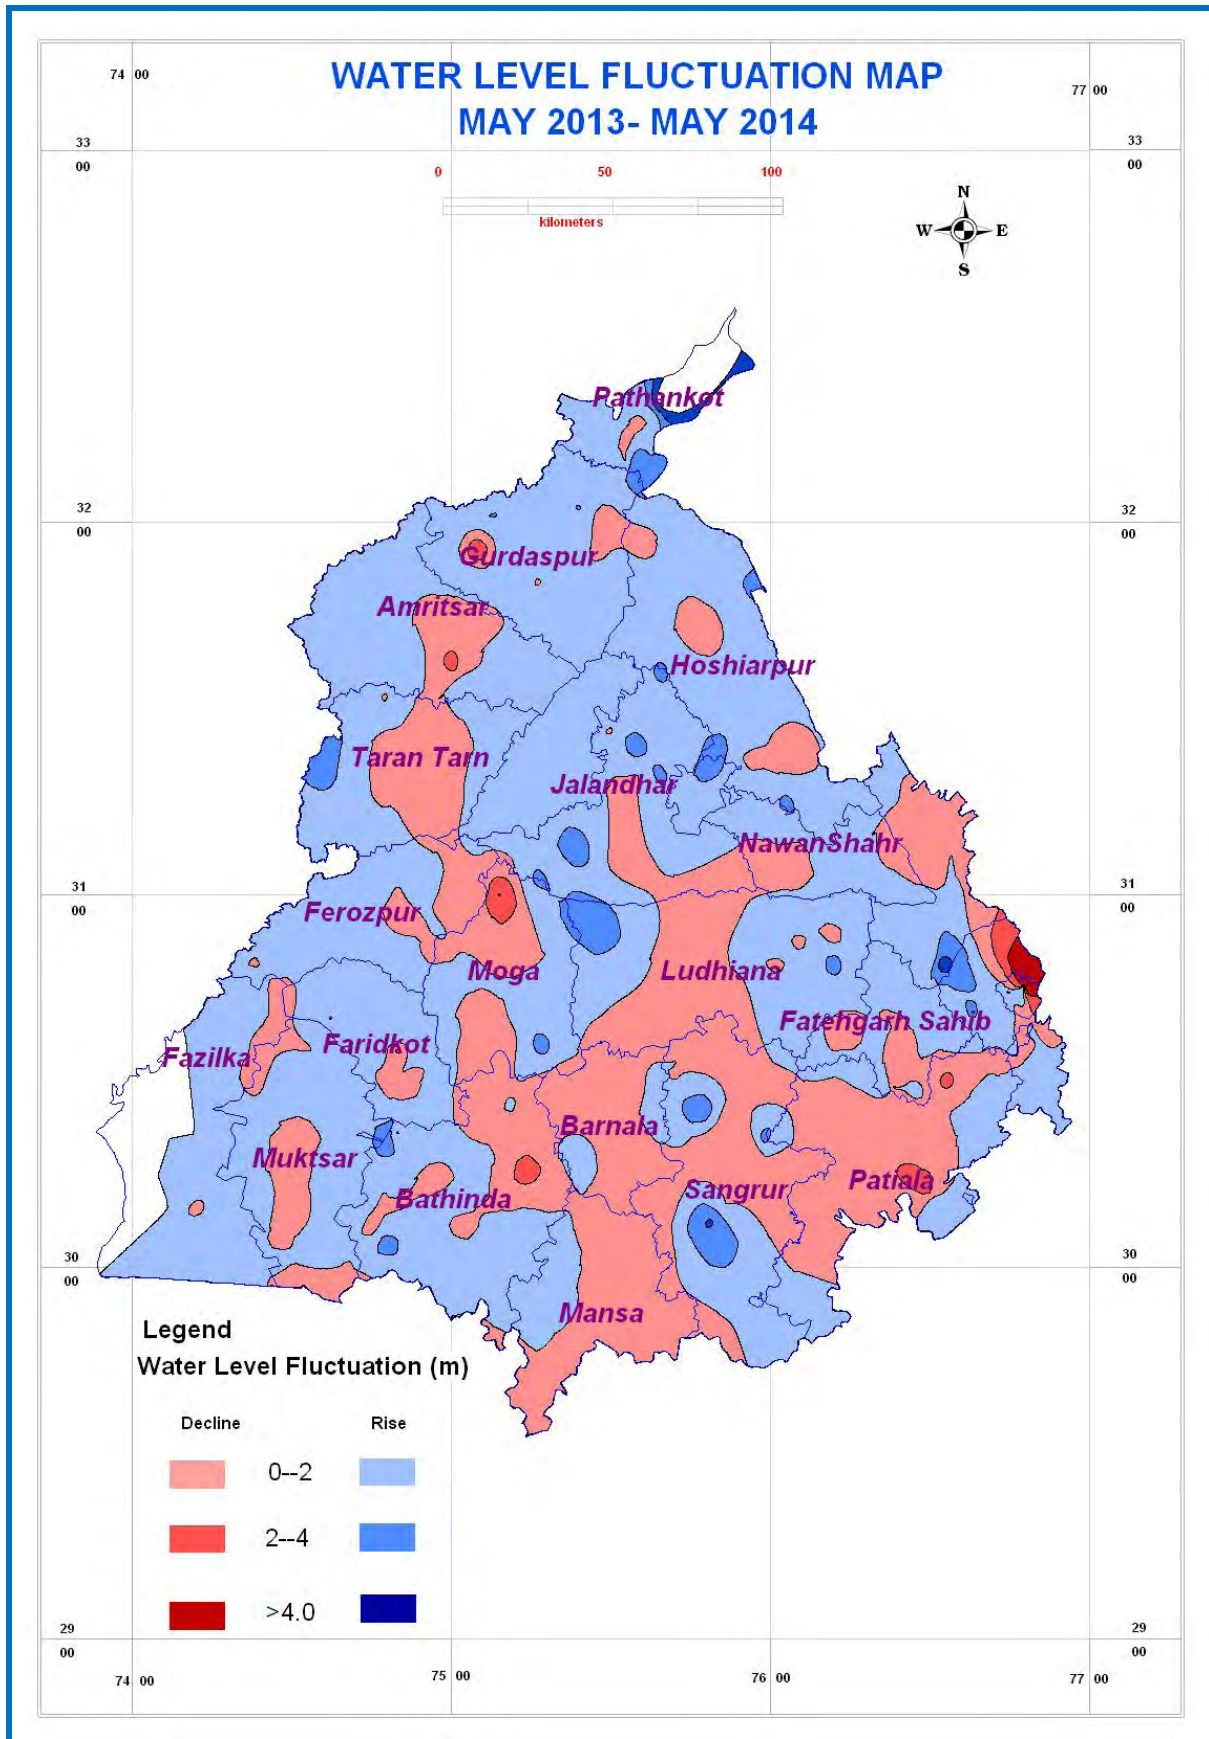 WATER LEVEL FLUCTUATION MAP
MAY 2013- MAY 2014
74 00
77 00
33
00
33
00
0 50 100
kilometers
N
W E
S
Pathankot
32
00
32
00
Gurdaspur
Amritsar
Hoshiarpur
Taran Tarn
Jalandhar
NawanShahr
31
00
31
00
Ferozpur
Moga
Ludhiana
Fatehgarh Sahib
Faridkot
Fazilka
Barnala
Muktsar
Patiala
Sangrur
Bathinda
30
00
30
00
Mansa
Legend
Water Level Fluctuation (m)
Decline Rise
0--2
2--4
>4.0
29
00
29
00
74 00
75 00
76 00
77 00